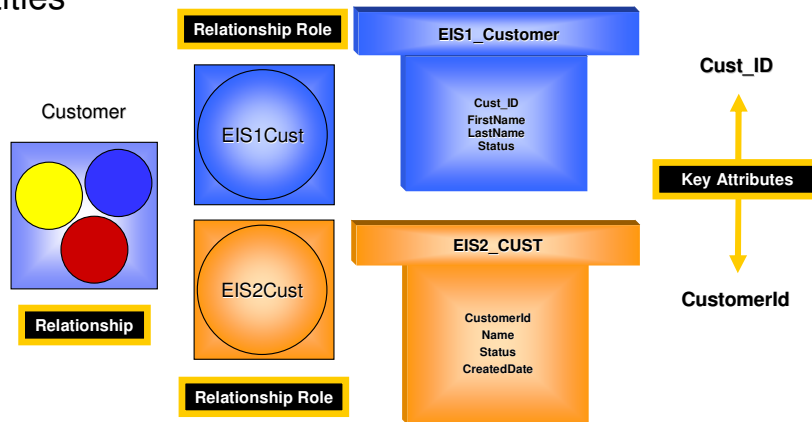 Relationship Role
EIS1_Customer
Cust_ID
Customer
EIS1Cust
Cust_ID
FirstName
LastName
Status
Key Attributes
EIS2_CUST
EIS2Cust
CustomerId
Relationship
CustomerId
Name
Status
CreatedDate
Relationship Role